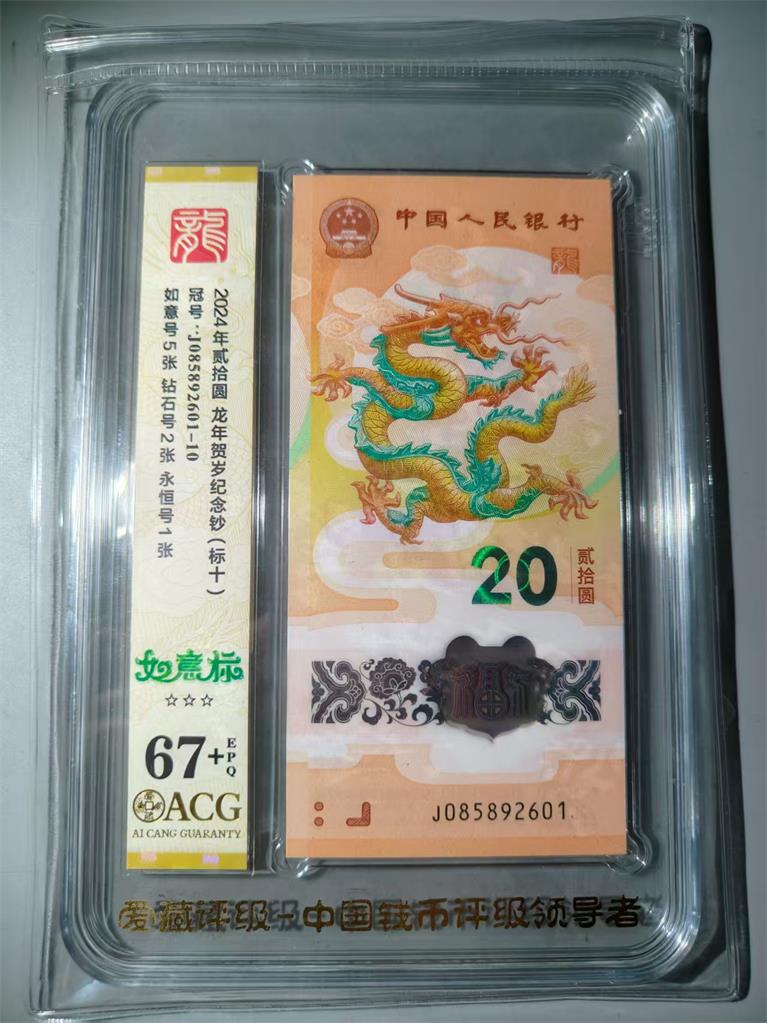 龍
2024年贰拾圆 龙年贺岁纪念钞（标十）
冠号：J085892601-10
如意号5张 钻石号2张 永恒号1张
如意标
☆☆☆
67+
EPQ
ACG
AI CANG GUARANTY
中国人民银行
龍
20
贰拾圆
J085892601
爱藏评级-中国钱币评级领导者